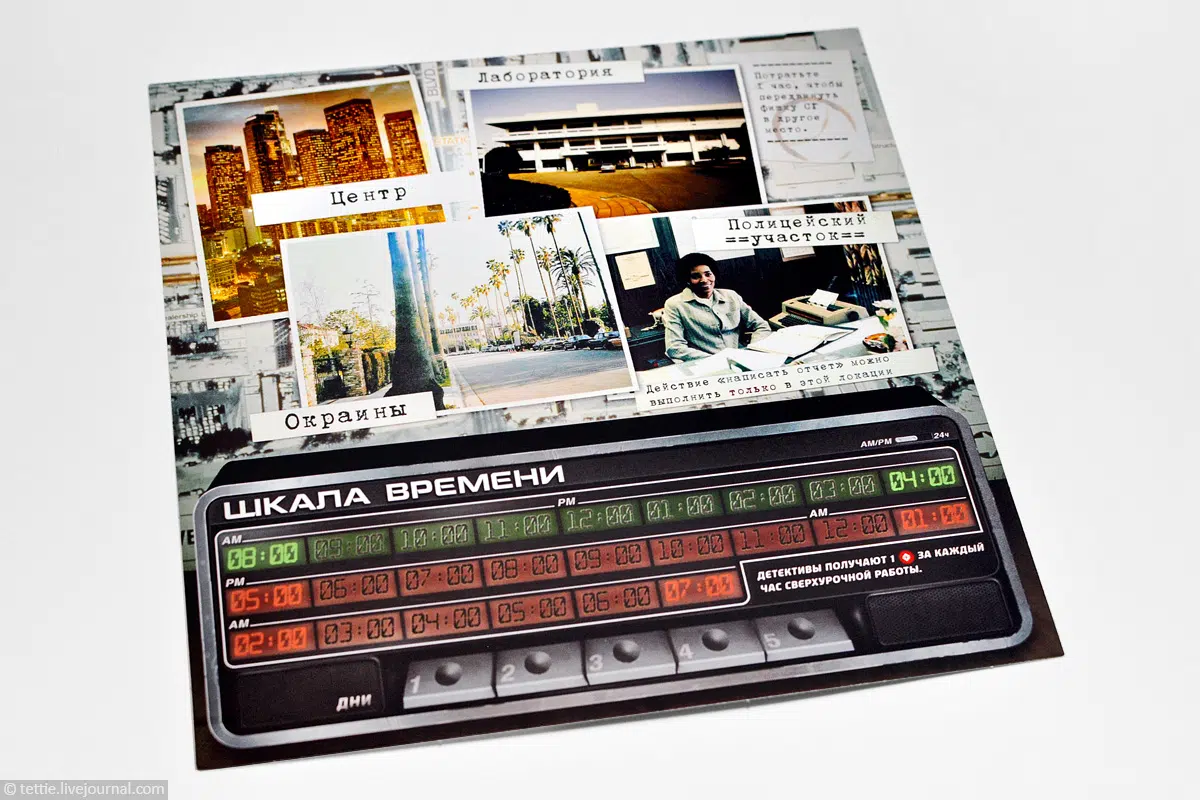 BLVD
Лаборатория
Потратьте
1 час, чтобы
передвинуть
фишку СГ
в другое
место.
Центр
Полицейский
==участок==
Действие «написать отчет» можно
выполнить только в этой локации
Окраины
AM/PM 24ч
ШКАЛА ВРЕМЕНИ
AM PM
08:00 09:00 10:00 11:00 12:00 01:00 02:00 03:00 04:00
PM AM
05:00 06:00 07:00 08:00 09:00 10:00 11:00 12:00 01:00
AM
02:00 03:00 04:00 05:00 06:00 07:00
ДЕТЕКТИВЫ ПОЛУЧАЮТ 1 ЗА КАЖДЫЙ
ЧАС СВЕРХУРОЧНОЙ РАБОТЫ.
ДНИ 1 2 3 4 5
© tettie.livejournal.com